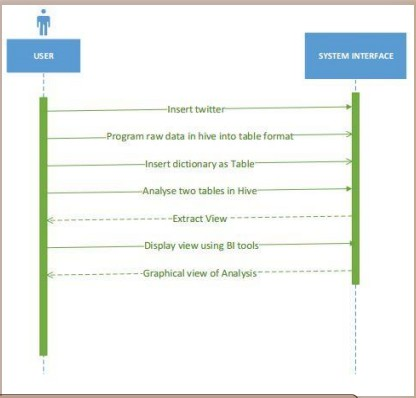 USER
SYSTEM INTERFACE
Insert twitter
Program raw data in hive into table format
Insert dictionary as Table
Analyse two tables in Hive
Extract View
Display view using BI tools
Graphical view of Analysis